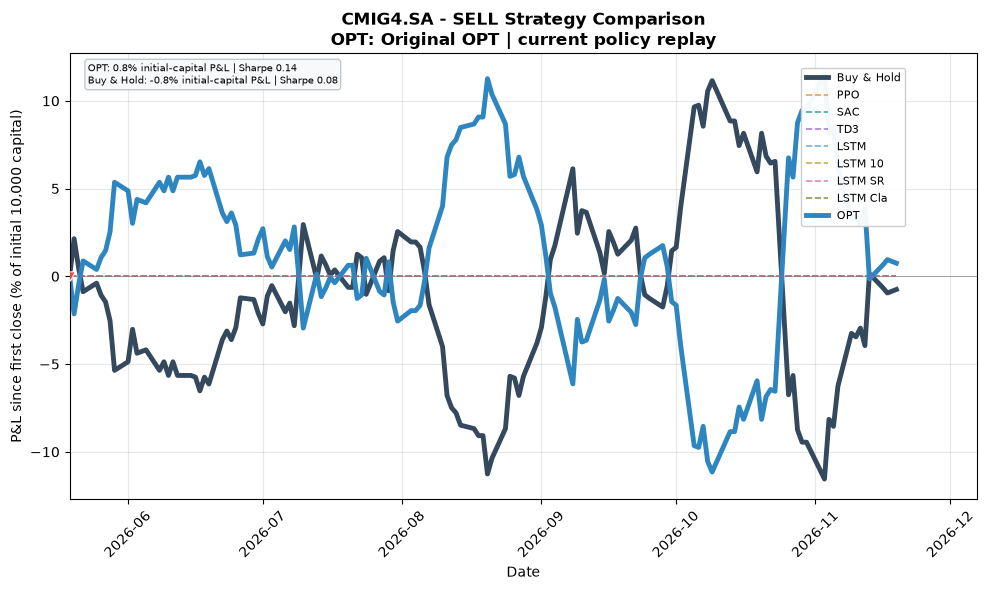 CMIG4.SA - SELL Strategy Comparison
OPT: Original OPT | current policy replay
OPT: 0.8% initial-capital P&L | Sharpe 0.14
Buy & Hold: -0.8% initial-capital P&L | Sharpe 0.08
Buy & Hold
PPO
SAC
TD3
LSTM
LSTM 10
LSTM SR
LSTM Cla
OPT
P&L since first close (% of initial 10,000 capital)
10
5
0
−5
−10
2026-06
2026-07
2026-08
2026-09
2026-10
2026-11
2026-12
Date